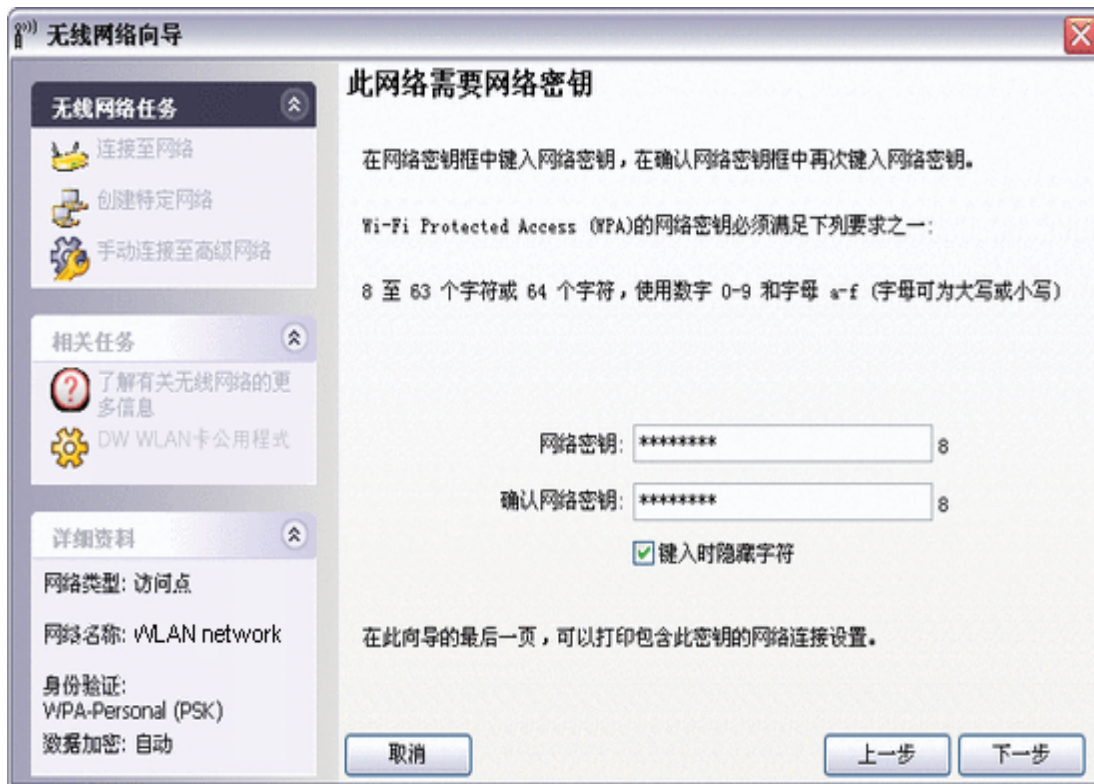 无线网络向导
无线网络任务
连接至网络
创建特定网络
手动连接至高级网络
相关任务
了解有关无线网络的更
多信息
DW WLAN卡公用程式
详细资料
网络类型: 访问点
网络名称: WLAN network
身份验证:
WPA-Personal (PSK)
数据加密: 自动
此网络需要网络密钥
在网络密钥框中键入网络密钥，在确认网络密钥框中再次键入网络密钥。
Wi-Fi Protected Access (WPA)的网络密钥必须满足下列要求之一:
8 至 63 个字符或 64 个字符，使用数字 0-9 和字母 a-f (字母可为大写或小写)
网络密钥: ******** 8
确认网络密钥: ******** 8
键入时隐藏字符
在此向导的最后一页，可以打印包含此密钥的网络连接设置。
取消
上一步
下一步